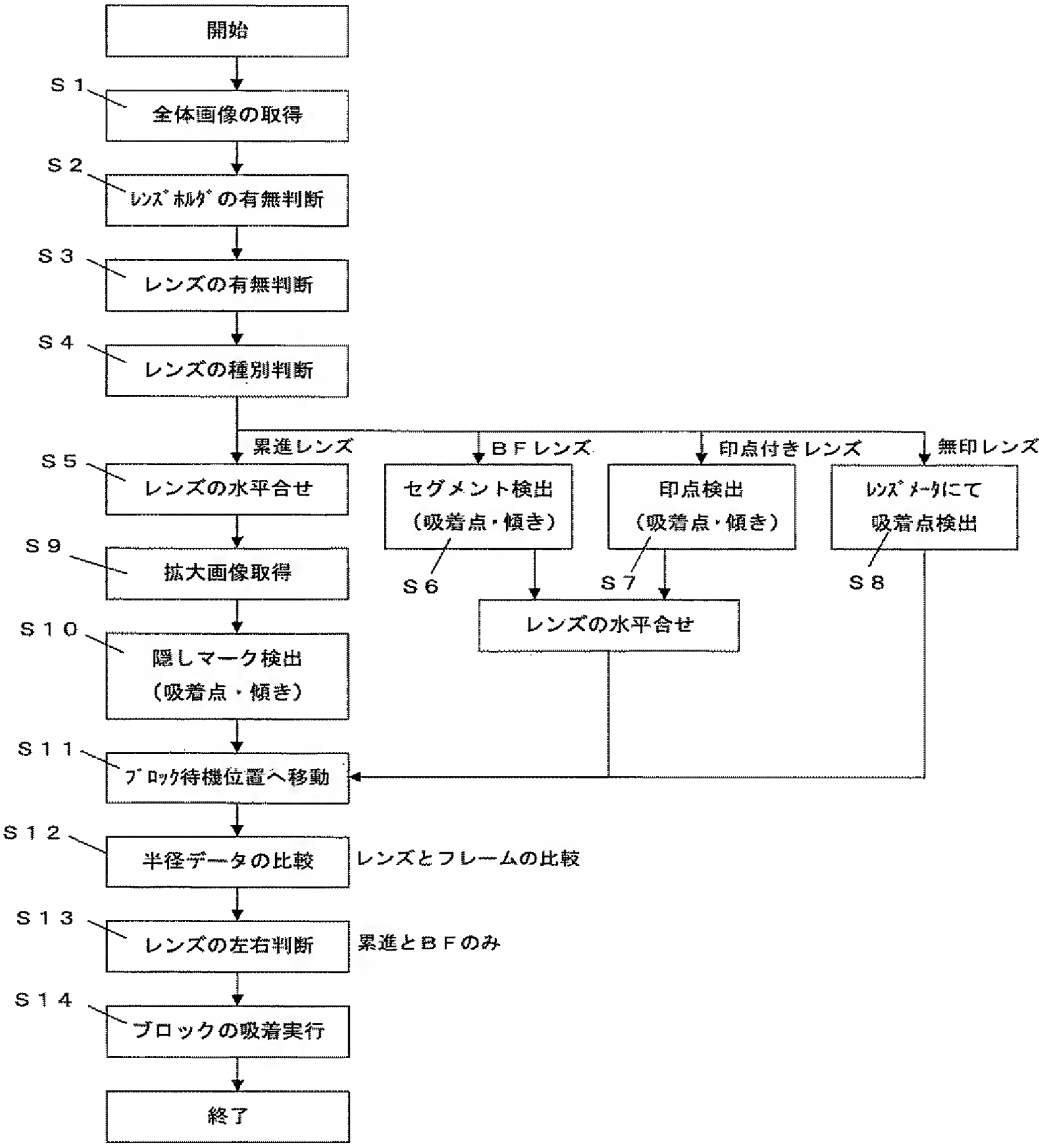 開始
S1
全体画像の取得
S2
ﾚﾝｽﾞﾎﾙﾀﾞの有無判断
S3
レンズの有無判断
S4
レンズの種別判断
累進レンズ
BFレンズ
印点付きレンズ
無印レンズ
S5
レンズの水平合せ
セグメント検出
(吸着点・傾き)
S6
印点検出
(吸着点・傾き)
S7
ﾚﾝｽﾞﾒｰﾀにて
吸着点検出
S8
S9
拡大画像取得
レンズの水平合せ
S10
隠しマーク検出
(吸着点・傾き)
S11
ﾌﾞﾛｯｸ待機位置へ移動
S12
半径データの比較
レンズとフレームの比較
S13
レンズの左右判断
累進とBFのみ
S14
ブロックの吸着実行
終了